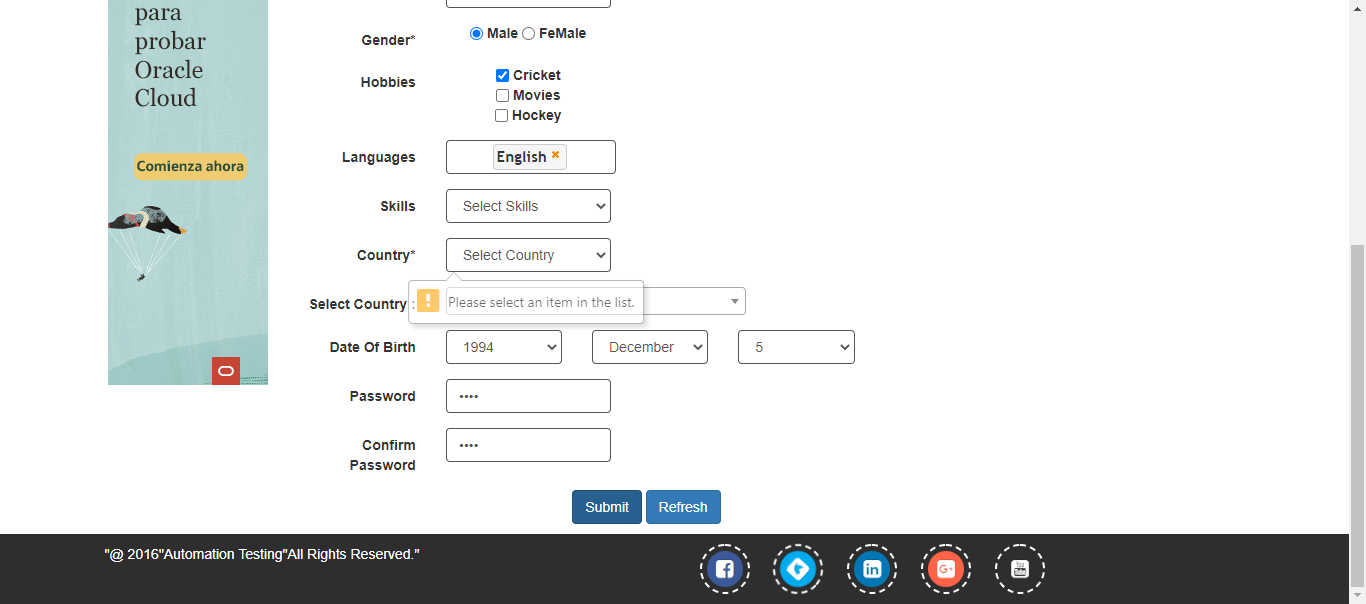 para
probar
Oracle
Cloud
Comienza ahora
Gender*
Male FeMale
Hobbies
Cricket
Movies
Hockey
Languages
English
Skills
Select Skills
Country*
Select Country
Select Country :
Please select an item in the list.
Date Of Birth
1994 December 5
Password
••••
Confirm
Password
••••
Submit Refresh
"@ 2016"Automation Testing"All Rights Reserved."